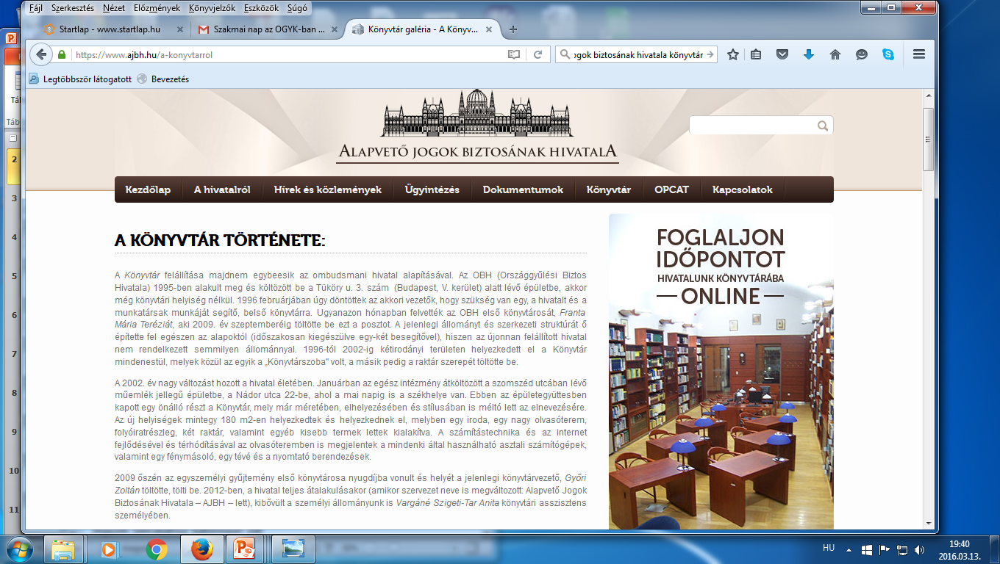 Fájl Szerkesztés Nézet Előzmények Könyvjelzők Eszközök Súgó
Startlap - www.startlap.hu
Szakmai nap az OGYK-ban ...
Könyvtár galéria - A Könyv...
https://www.ajbh.hu/a-konyvtarrol
ogok biztosának hivatala könyvtár
Legtöbbször látogatott Bevezetés
ALAPVETŐ JOGOK BIZTOSÁNAK HIVATALA
Kezdőlap A hivatalról Hírek és közlemények Ügyintézés Dokumentumok Könyvtár OPCAT Kapcsolatok
A KÖNYVTÁR TÖRTÉNETE:
A Könyvtár felállítása majdnem egybeesik az ombudsmani hivatal alapításával. Az OBH (Országgyűlési Biztos
Hivatala) 1995-ben alakult meg és költözött be a Tüköry u. 3. szám (Budapest, V. kerület) alatt lévő épületbe, akkor
még könyvtári helyiség nélkül. 1996 februárjában úgy döntöttek az akkori vezetők, hogy szükség van egy, a hivatalt és a
munkatársak munkáját segítő, belső könyvtárra. Ugyanazon hónapban felvették az OBH első könyvtárosát, Franta
Mária Teréziát, aki 2009. év szeptemberéig töltötte be ezt a posztot. A jelenlegi állományt és szerkezeti struktúrát ő
építette fel egészen az alapoktól (időszakosan kiegészülve egy-két besegítővel), hiszen az újonnan felállított hivatal
nem rendelkezett semmilyen állománnyal. 1996-tól 2002-ig kétirodányi területen helyezkedett el a Könyvtár
mindenestül, melyek közül az egyik a „Könyvtárszoba" volt, a másik pedig a raktár szerepét töltötte be.
A 2002. év nagy változást hozott a hivatal életében. Januárban az egész intézmény átköltözött a szomszéd utcában lévő
műemlék jellegű épületbe, a Nádor utca 22-be, ahol a mai napig is a székhelye van. Ebben az épületegyüttesben
kapott egy önálló részt a Könyvtár, mely már méretében, elhelyezésében és stílusában is méltó lett az elnevezésére.
Az új helyiségek mintegy 180 m2-en helyezkedtek és helyezkednek el, melyben egy iroda, egy nagy olvasóterem,
folyóiratrészleg, két raktár, valamint egyéb kisebb termek lettek kialakítva. A számítástechnika és az internet
fejlődésével és térhódításával az olvasóteremben is megjelentek a mindenki által használható asztali számítógépek,
valamint egy fénymásoló, egy tévé és a nyomtató berendezések.
2009 őszén az egyszemélyi gyűjtemény első könyvtárosa nyugdíjba vonult és helyét a jelenlegi könyvtárvezető, Győri
Zoltán töltötte, tölti be. 2012-ben, a hivatal teljes átalakulásakor (amikor szervezet neve is megváltozott: Alapvető Jogok
Biztosának Hivatala – AJBH – lett), kibővült a személyi állományunk is Vargáné Szigeti-Tar Anita könyvtári asszisztens
személyében.
FOGLALJON
IDŐPONTOT
HIVATALUNK KÖNYVTÁRÁBA
ONLINE
Táb
2
3
4
5
6
7
8
9
10
11
HU
19:40
2016.03.13.